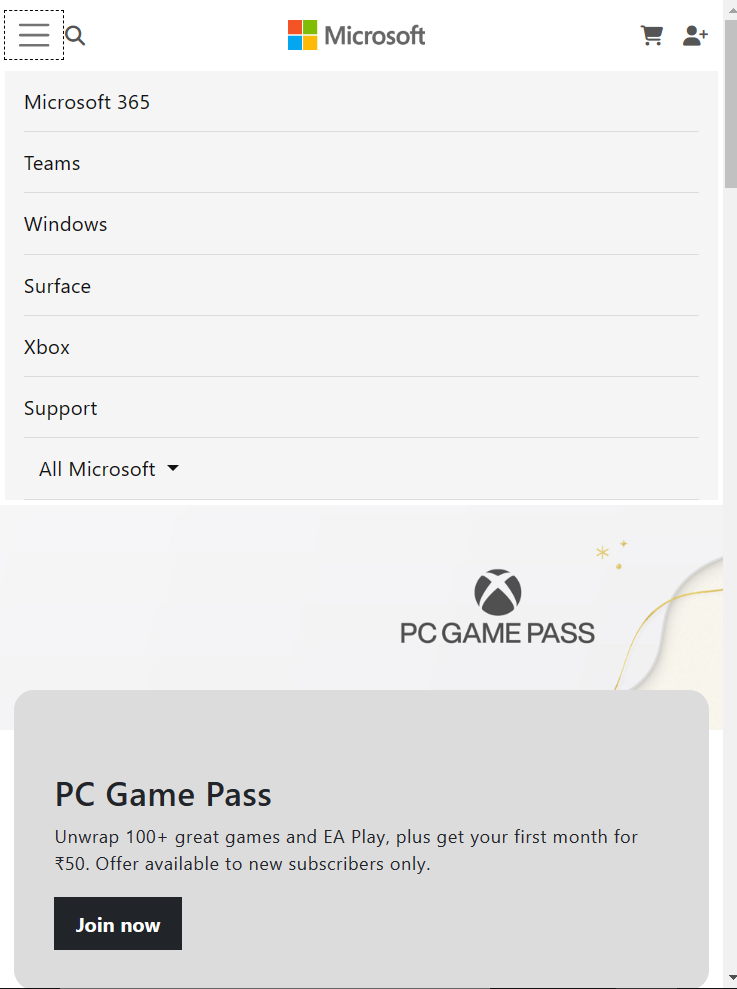 Microsoft
Microsoft 365
Teams
Windows
Surface
Xbox
Support
All Microsoft
PC GAME PASS
PC Game Pass
Unwrap 100+ great games and EA Play, plus get your first month for
₹50. Offer available to new subscribers only.
Join now